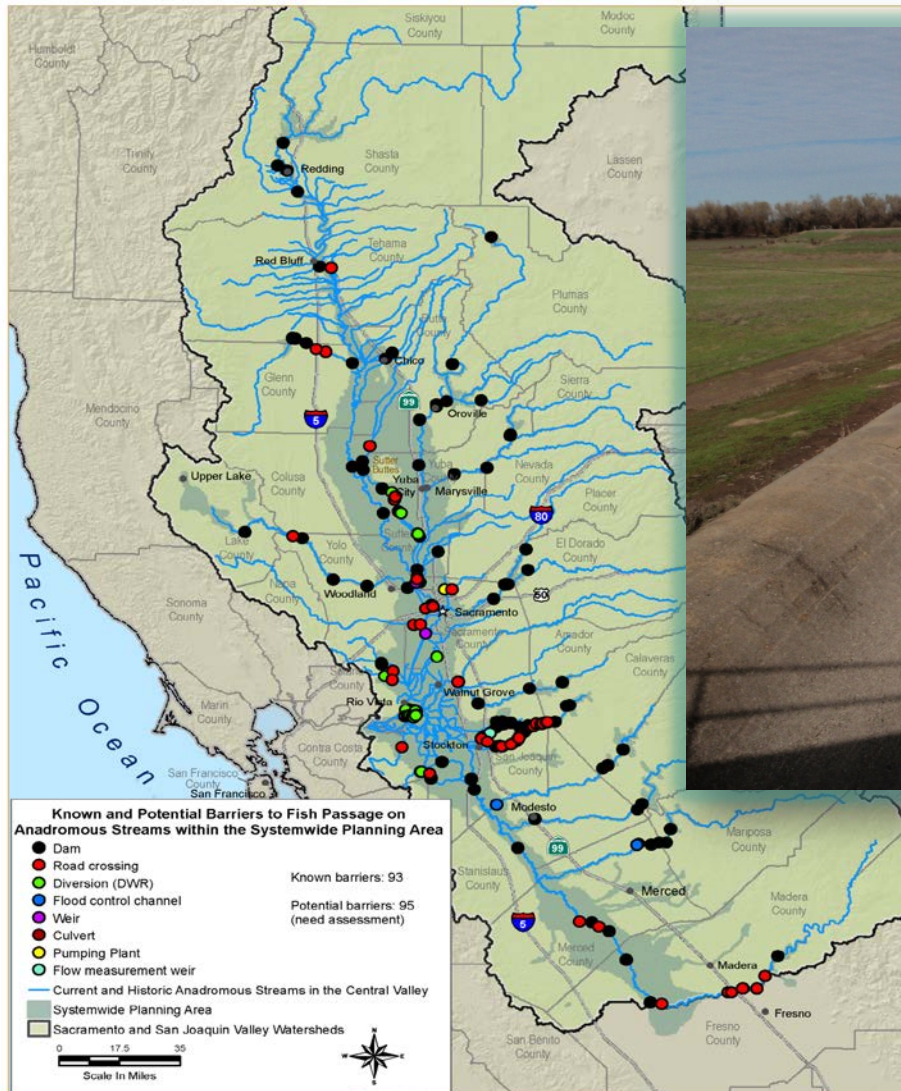 Siskiyou
County
Modoc
County
Humboldt
County
Trinity
County
Shasta
County
Lassen
County
Redding
Tehama
County
Red Bluff
Plumas
County
Butte
County
Chico
Glenn
County
99
Sierra
County
Oroville
5
Mendocino
County
Colusa
County
Sutter
Buttes
Yuba
County
Nevada
County
Upper Lake
Yuba
City
Marysville
Placer
County
80
Lake
County
Yolo
County
Sutter
County
El Dorado
County
Napa
County
Woodland
50
Sonoma
County
Sacramento
Sacramento
County
Amador
County
Calaveras
County
Pacific Ocean
Solano
County
Walnut Grove
Rio Vista
Marin
County
Contra Costa
County
Stockton
San Joaquin
County
San Francisco
County
San Francisco
Modesto
99
Mariposa
County
Stanislaus
County
Merced
Madera
County
5
Merced
County
Madera
Fresno
Fresno
County
San Benito
County
Known and Potential Barriers to Fish Passage on
Anadromous Streams within the Systemwide Planning Area
Dam
Road crossing
Diversion (DWR)
Flood control channel
Weir
Culvert
Pumping Plant
Flow measurement weir
Known barriers: 93
Potential barriers: 95
(need assessment)
Current and Historic Anadromous Streams in the Central Valley
Systemwide Planning Area
Sacramento and San Joaquin Valley Watersheds
0 17.5 35
Scale In Miles
N
W E
S